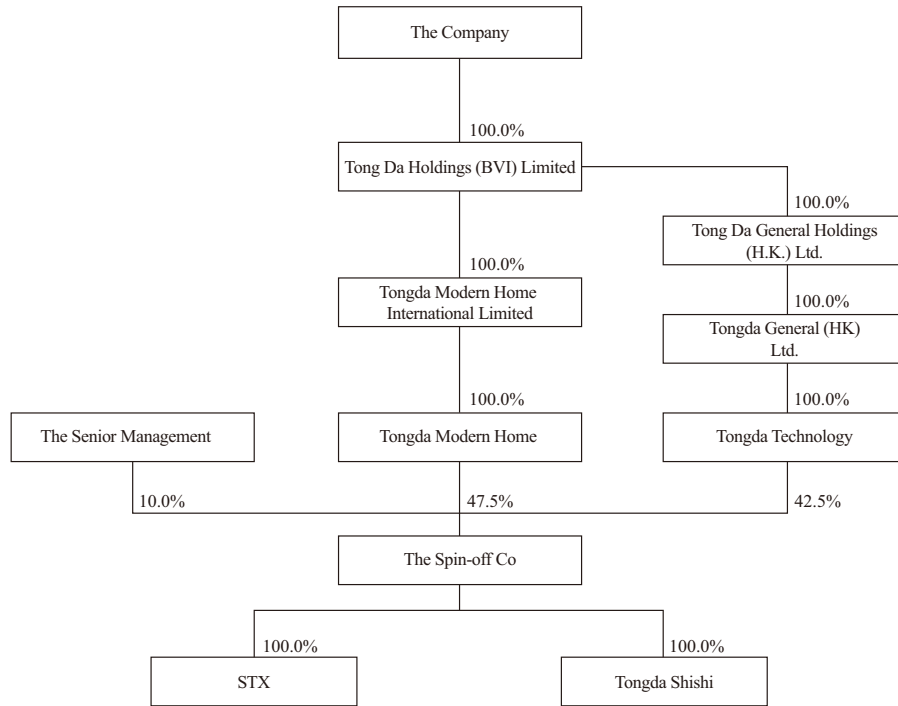 The Company
100.0%
Tong Da Holdings (BVI) Limited
100.0%
Tong Da General Holdings
(H.K.) Ltd.
100.0%
Tongda Modern Home
International Limited
100.0%
Tongda General (HK)
Ltd.
100.0%
100.0%
The Senior Management
Tongda Modern Home
Tongda Technology
10.0%
47.5%
42.5%
The Spin-off Co
100.0%
100.0%
STX
Tongda Shishi